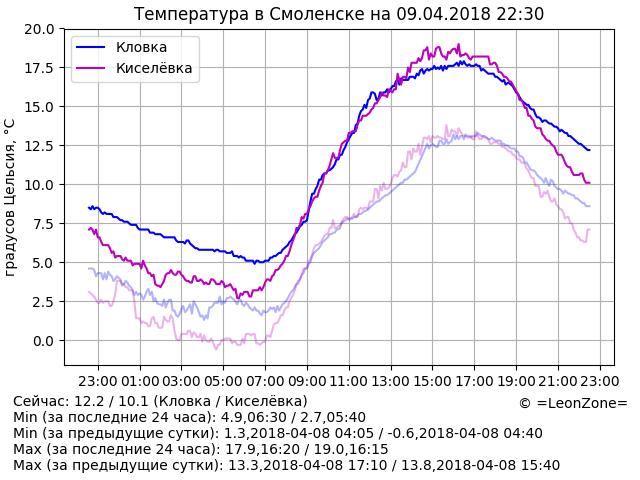 Температура в Смоленске на 09.04.2018 22:30
Кловка
Киселёвка
градусов Цельсия, °C
20.0
17.5
15.0
12.5
10.0
7.5
5.0
2.5
0.0
23:00 01:00 03:00 05:00 07:00 09:00 11:00 13:00 15:00 17:00 19:00 21:00 23:00
Сейчас: 12.2 / 10.1 (Кловка / Киселёвка)
© =LeonZone=
Min (за последние 24 часа): 4.9,06:30 / 2.7,05:40
Min (за предыдущие сутки): 1.3,2018-04-08 04:05 / -0.6,2018-04-08 04:40
Max (за последние 24 часа): 17.9,16:20 / 19.0,16:15
Max (за предыдущие сутки): 13.3,2018-04-08 17:10 / 13.8,2018-04-08 15:40